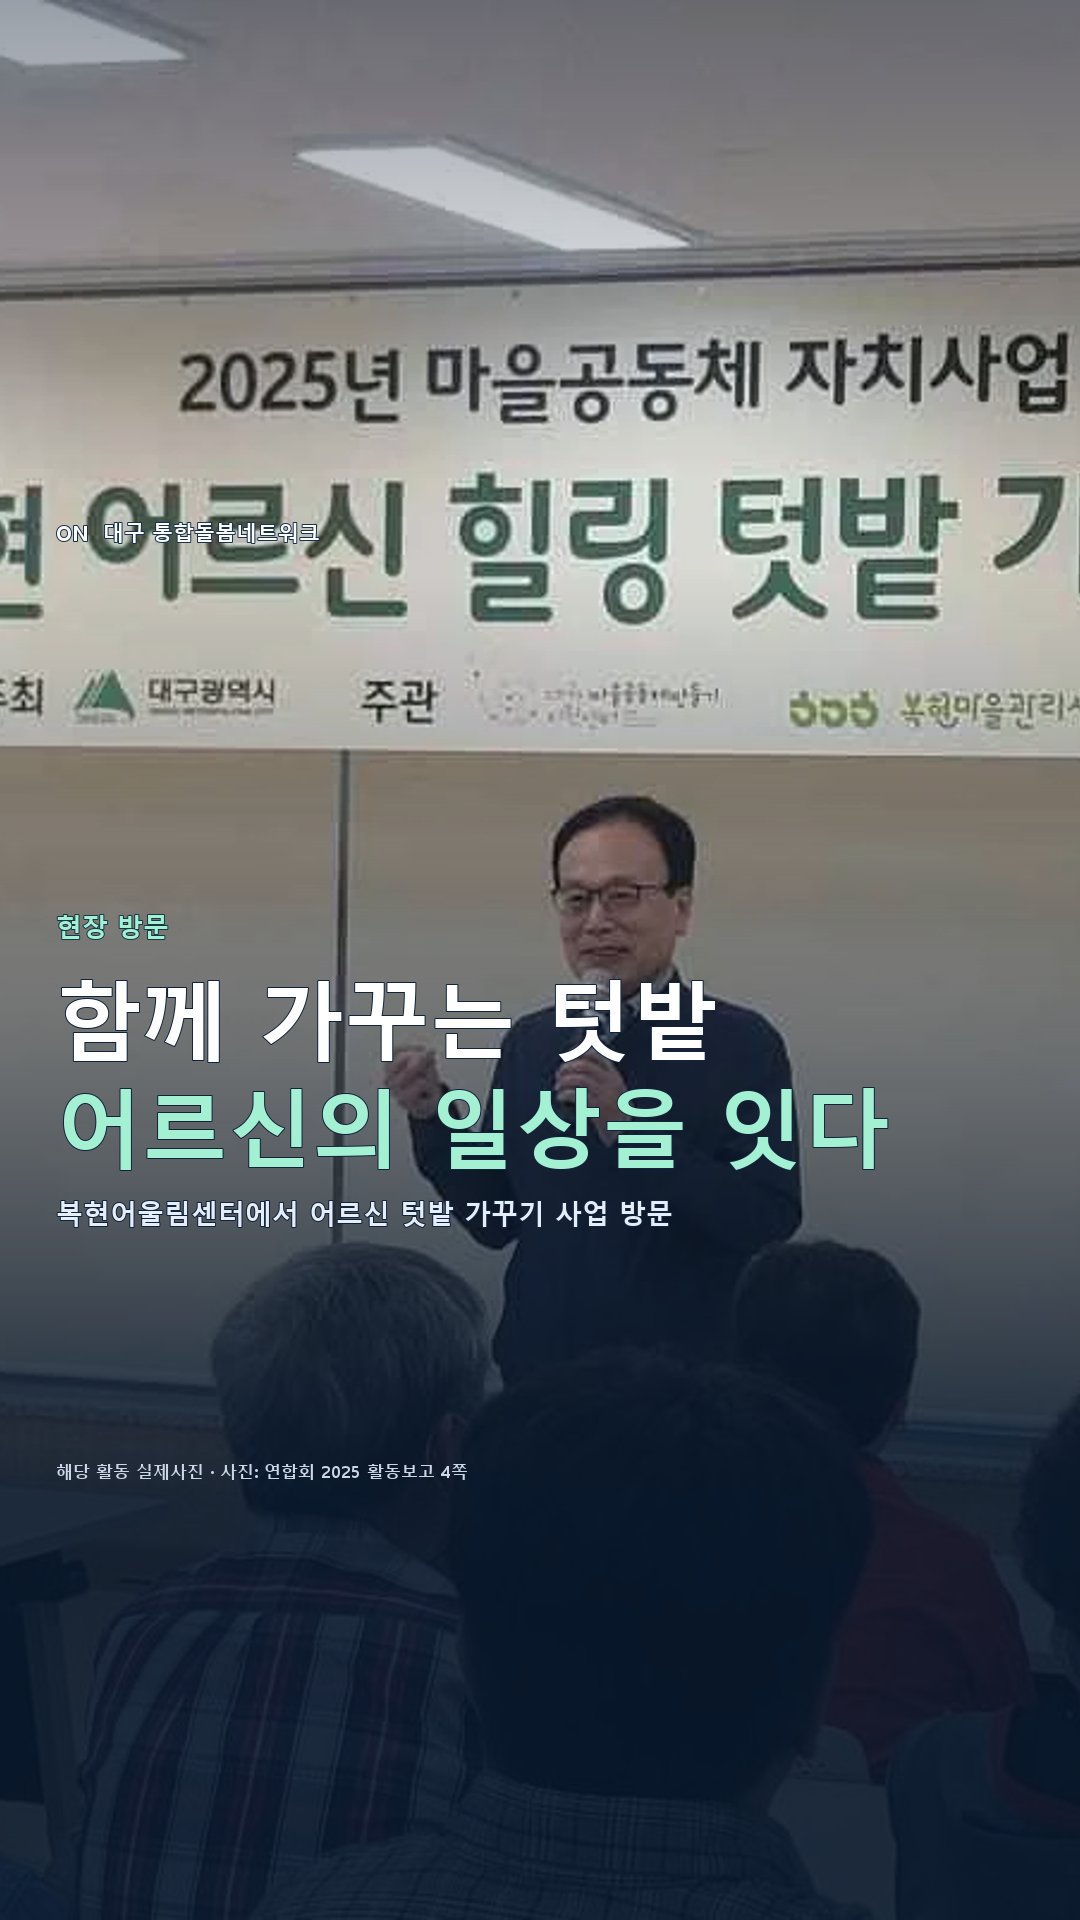 2025년 마을공동체 자치사업
현 어르신 힐링 텃밭 가
ON 대구 통합돌봄네트워크
주최 대구광역시 주관 복현마을관리사
현장 방문
함께 가꾸는 텃밭
어르신의 일상을 잇다
복현어울림센터에서 어르신 텃밭 가꾸기 사업 방문
해당 활동 실제사진 · 사진: 연합회 2025 활동보고 4쪽